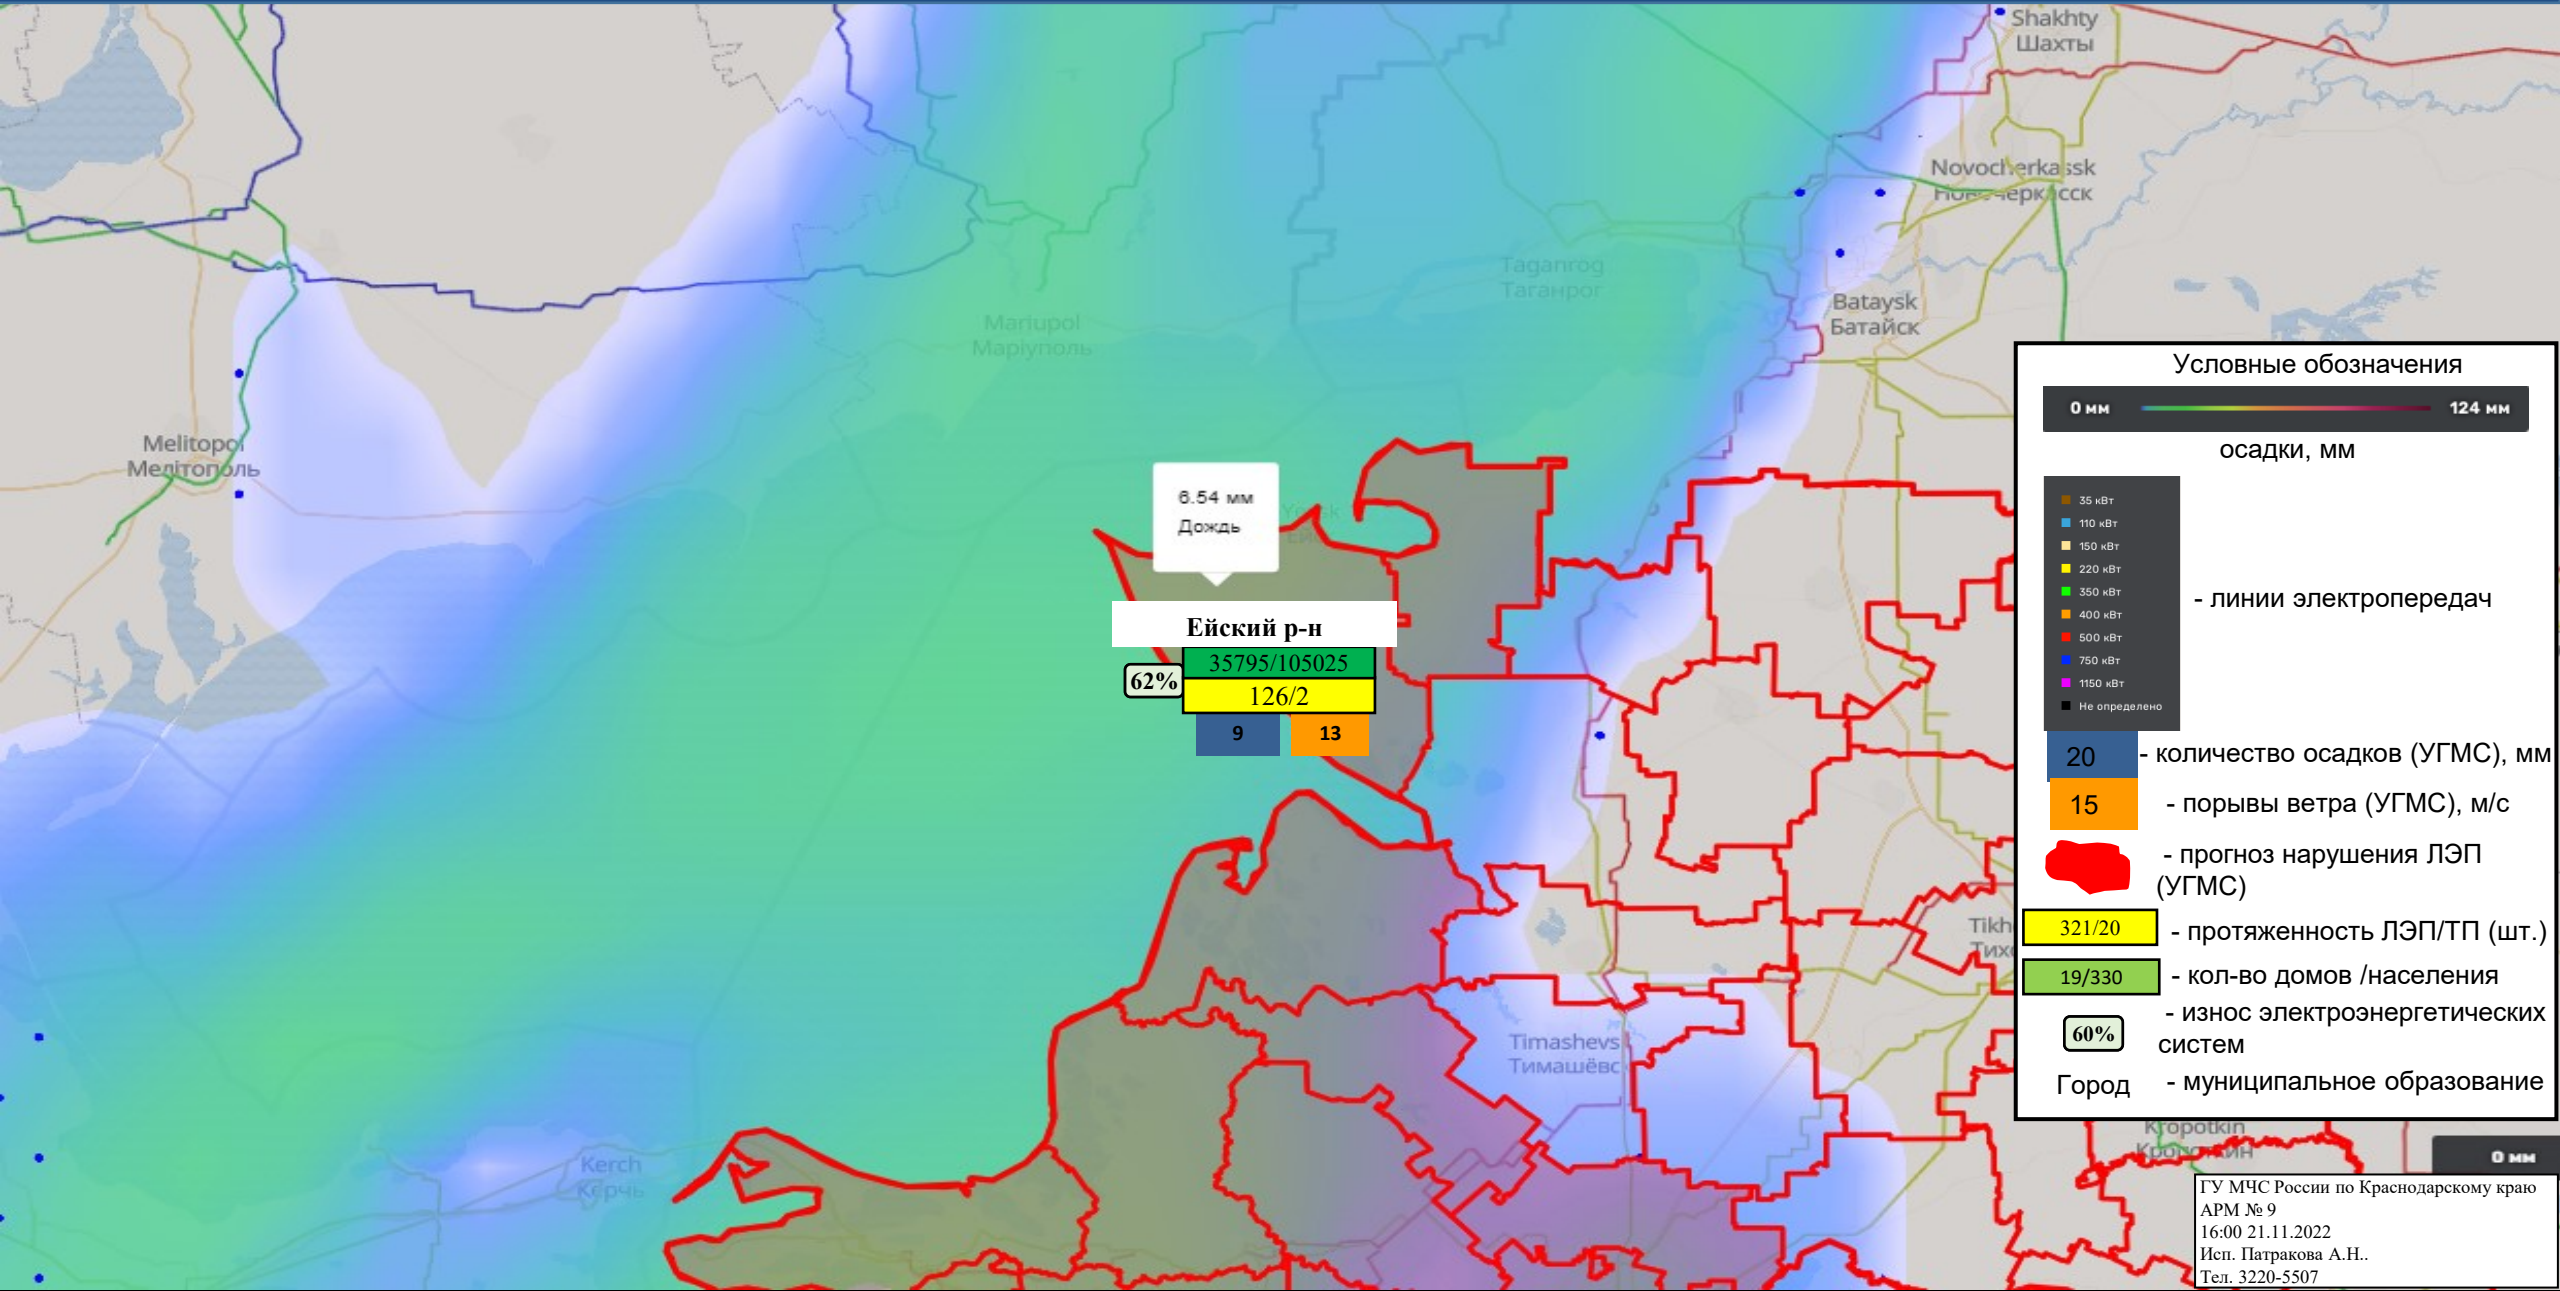 Shakhty
Шахты
Novocherkassk
Новочеркасск
Taganrog
Таганрог
Bataysk
Батайск
Mariupol
Маріуполь
Melitopol
Мелітополь
6.54 мм
Дождь
Yeysk
Ейский р-н
35795/105025
62%
126/2
9
13
Timashevs
Тимашёвс
Tikh
Тихо
Kerch
Керчь
Kropotkin
Кропоткин
Условные обозначения
0 мм
124 мм
осадки, мм
35 кВт
110 кВт
150 кВт
220 кВт
350 кВт
400 кВт
500 кВт
750 кВт
1150 кВт
Не определено
- линии электропередач
20 - количество осадков (УГМС), мм
15 - порывы ветра (УГМС), м/с
- прогноз нарушения ЛЭП
(УГМС)
321/20 - протяженность ЛЭП/ТП (шт.)
19/330 - кол-во домов /населения
60% - износ электроэнергетических
систем
Город - муниципальное образование
0 мм
ГУ МЧС России по Краснодарскому краю
АРМ № 9
16:00 21.11.2022
Исп. Патракова А.Н..
Тел. 3220-5507